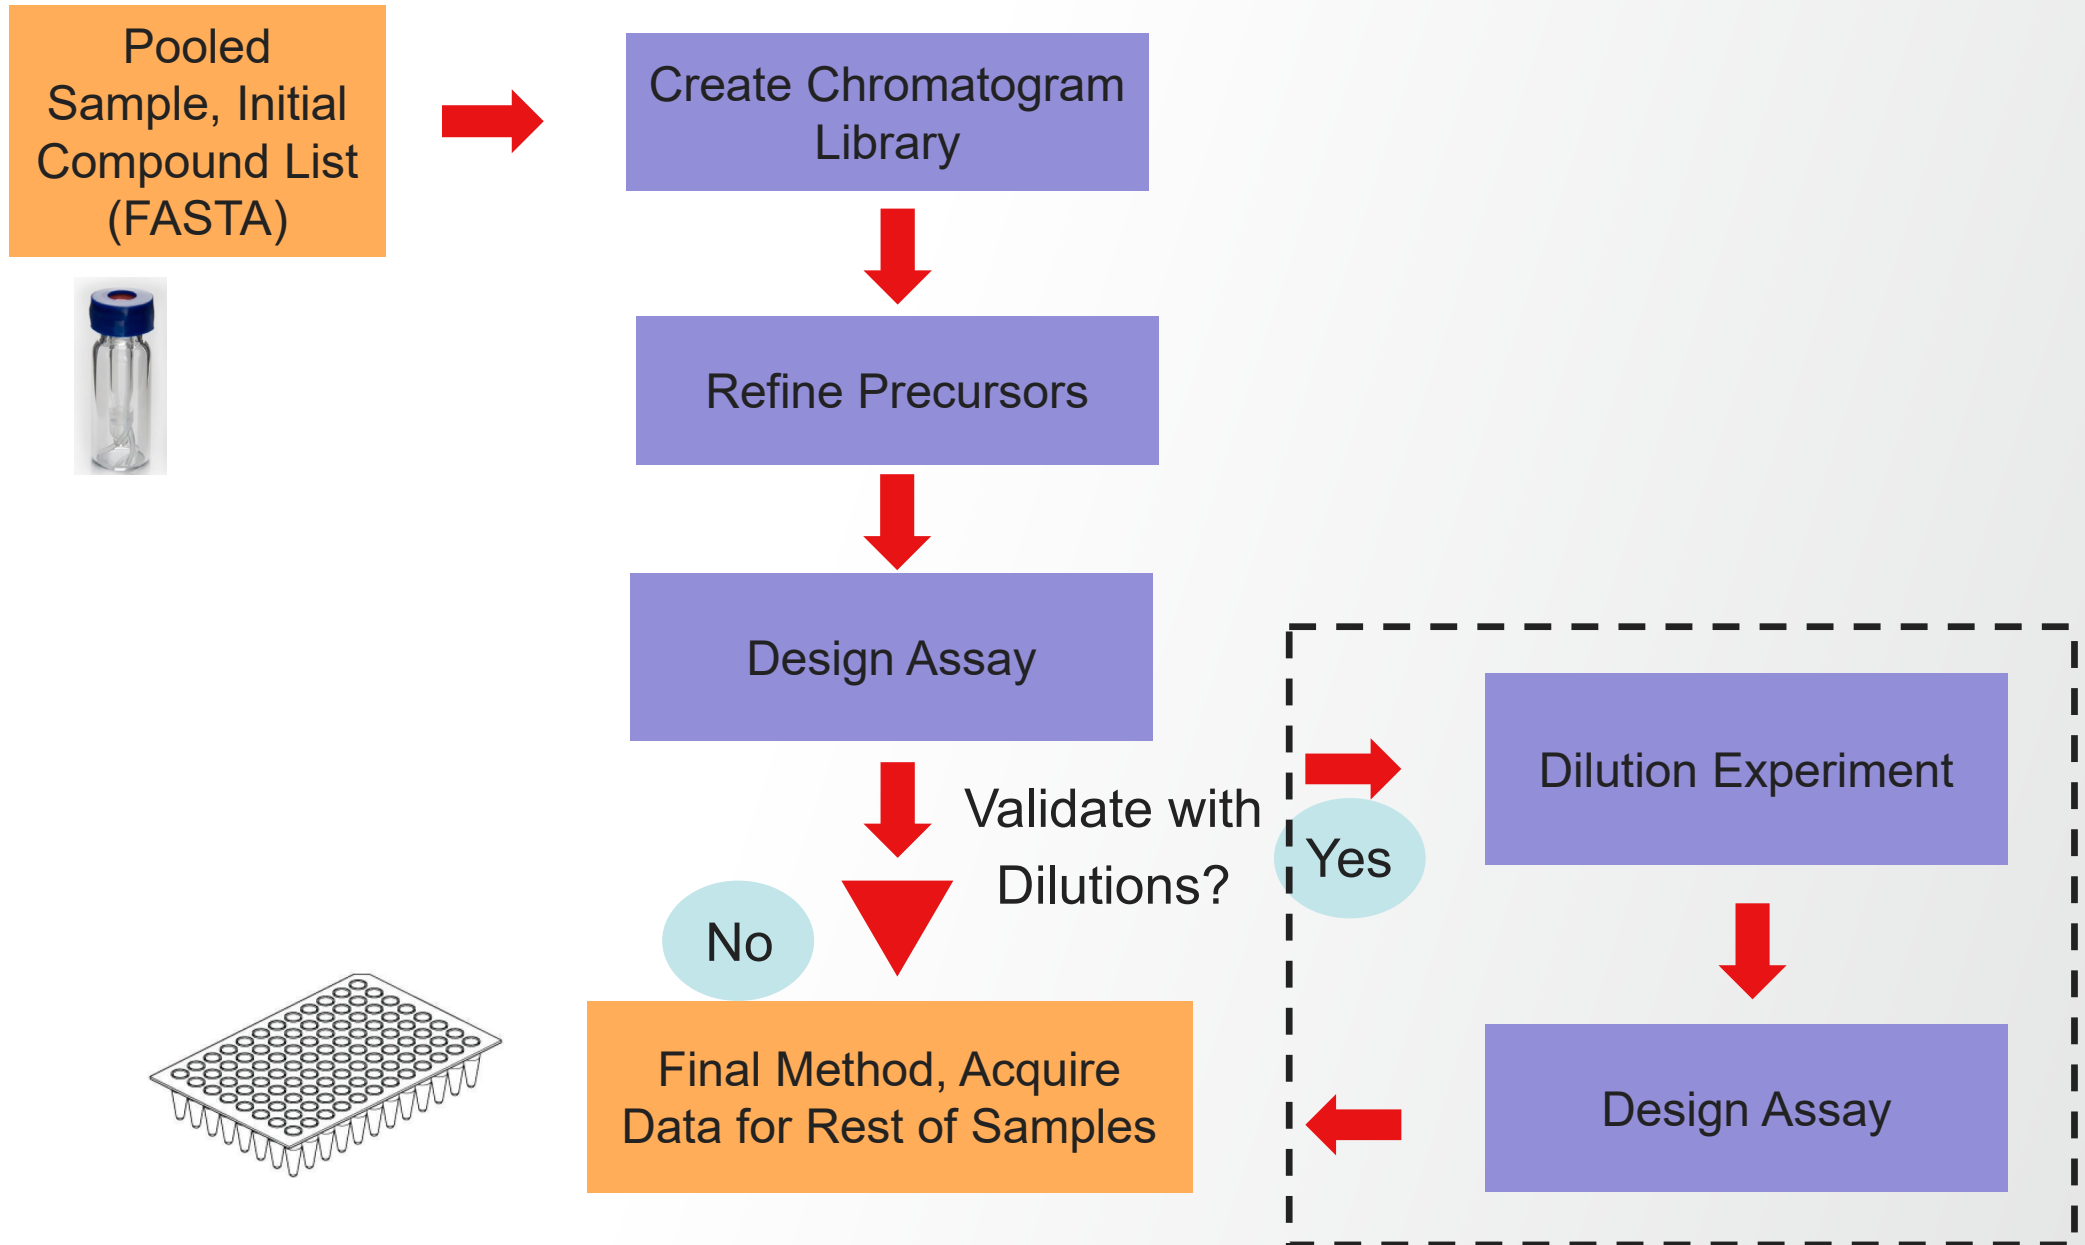 Pooled
Sample, Initial
Compound List
(FASTA)
Create Chromatogram
Library
Refine Precursors
Design Assay
Validate with
Dilutions?
Yes
No
Dilution Experiment
Design Assay
Final Method, Acquire
Data for Rest of Samples